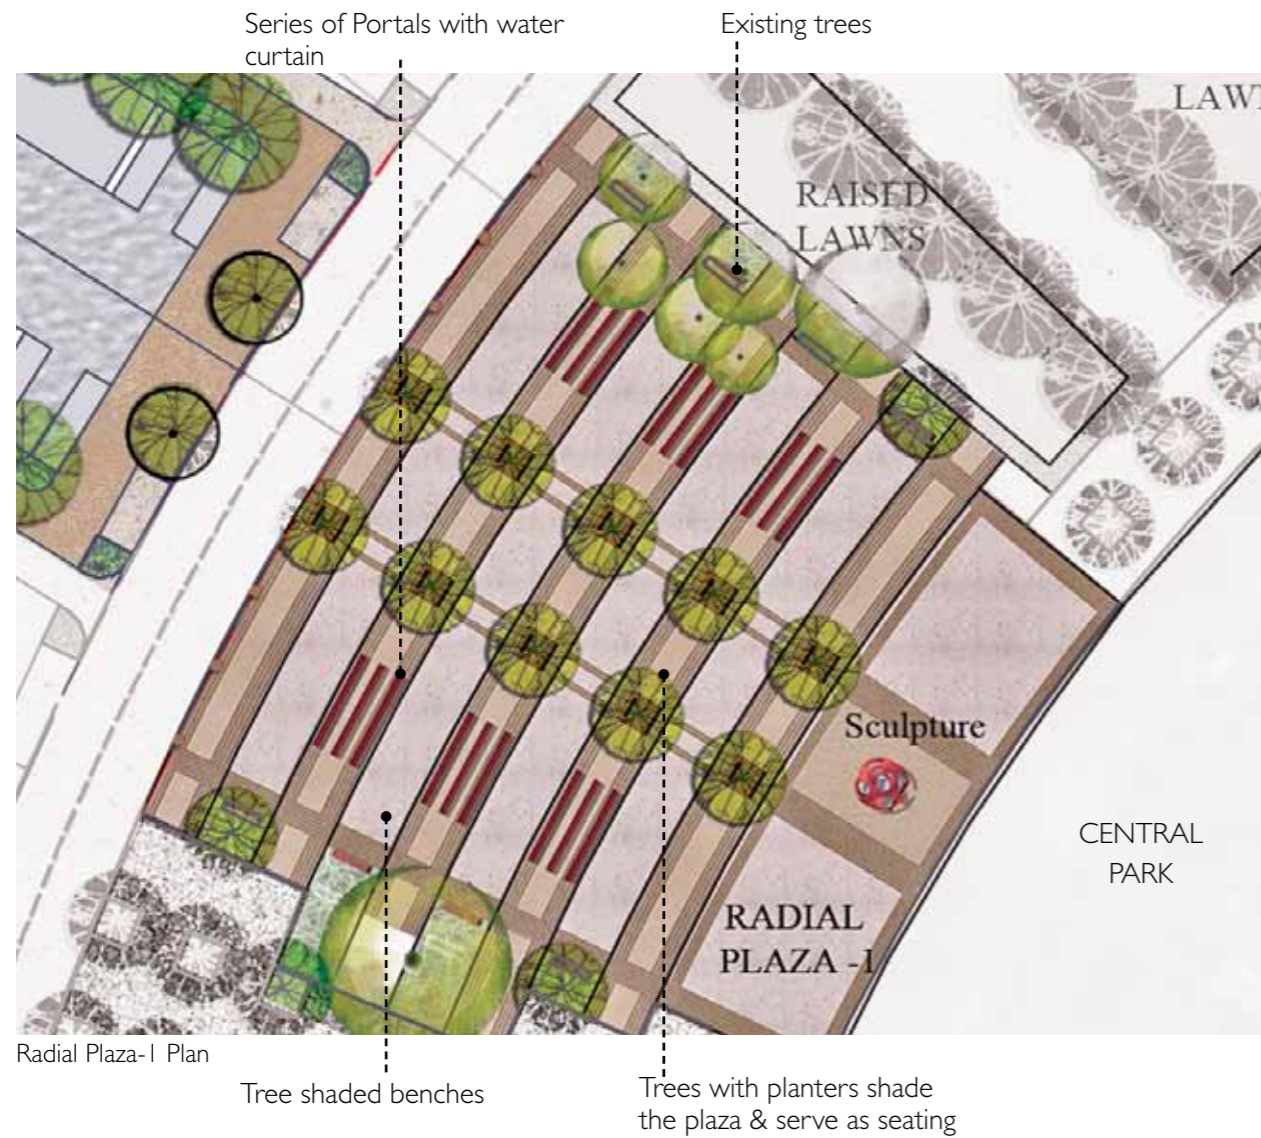 Series of Portals with water
curtain
Existing trees
RAISED
LAWNS
Sculpture
CENTRAL
PARK
RADIAL
PLAZA -1
Radial Plaza-1 Plan
Tree shaded benches
Trees with planters shade
the plaza & serve as seating